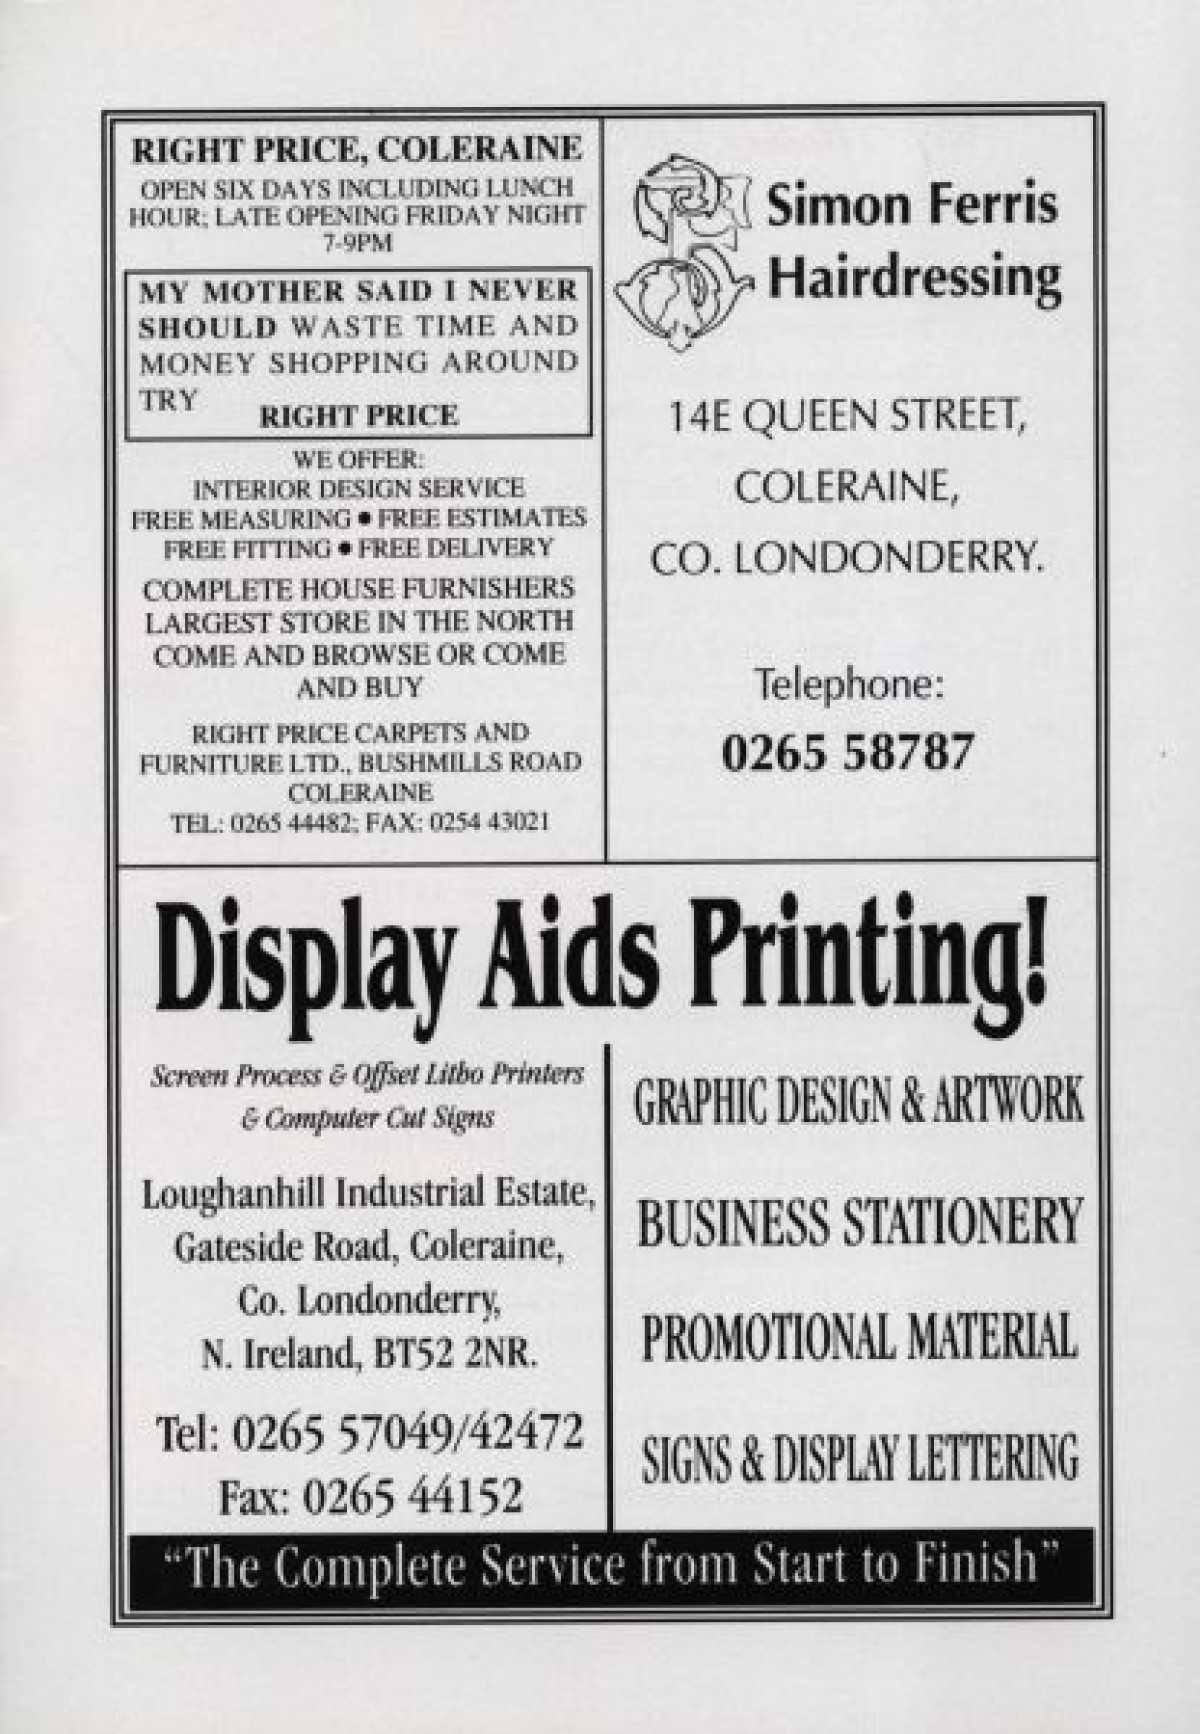 RIGHT PRICE, COLERAINE
OPEN SIX DAYS INCLUDING LUNCH
HOUR; LATE OPENING FRIDAY NIGHT
7-9PM
MY MOTHER SAID I NEVER
SHOULD WASTE TIME AND
MONEY SHOPPING AROUND
TRY
RIGHT PRICE
WE OFFER:
INTERIOR DESIGN SERVICE
FREE MEASURING ● FREE ESTIMATES
FREE FITTING ● FREE DELIVERY
COMPLETE HOUSE FURNISHERS
LARGEST STORE IN THE NORTH
COME AND BROWSE OR COME
AND BUY
RIGHT PRICE CARPETS AND
FURNITURE LTD., BUSHMILLS ROAD
COLERAINE
TEL: 0265 44482; FAX: 0254 43021
Simon Ferris
Hairdressing
14E QUEEN STREET,
COLERAINE,
CO. LONDONDERRY.
Telephone:
0265 58787
Display Aids Printing!
Screen Process & Offset Litho Printers
& Computer Cut Signs
Loughanhill Industrial Estate,
Gateside Road, Coleraine,
Co. Londonderry,
N. Ireland, BT52 2NR.
Tel: 0265 57049/42472
Fax: 0265 44152
GRAPHIC DESIGN & ARTWORK
BUSINESS STATIONERY
PROMOTIONAL MATERIAL
SIGNS & DISPLAY LETTERING
"The Complete Service from Start to Finish"